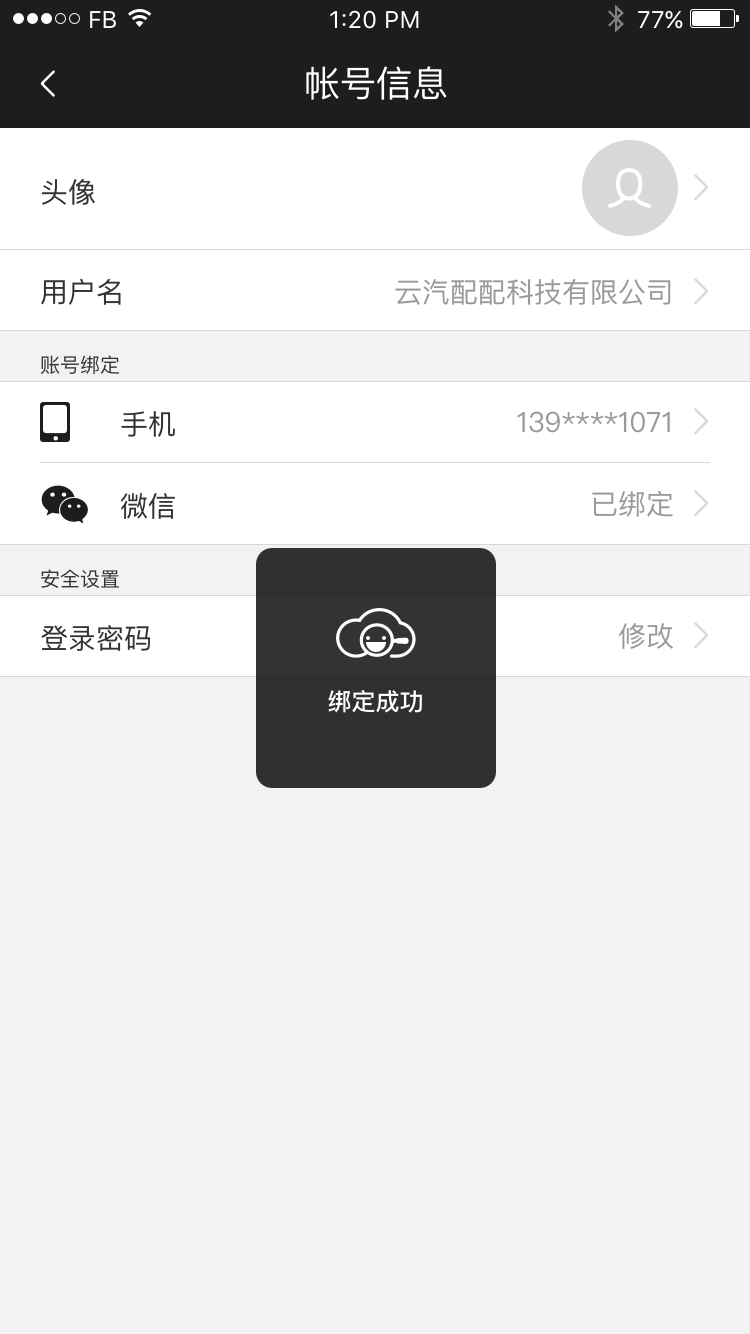 FB 1:20 PM 77%
帐号信息
头像
用户名 云汽配配科技有限公司
账号绑定
手机 139****1071
微信 已绑定
安全设置
登录密码 修改
绑定成功